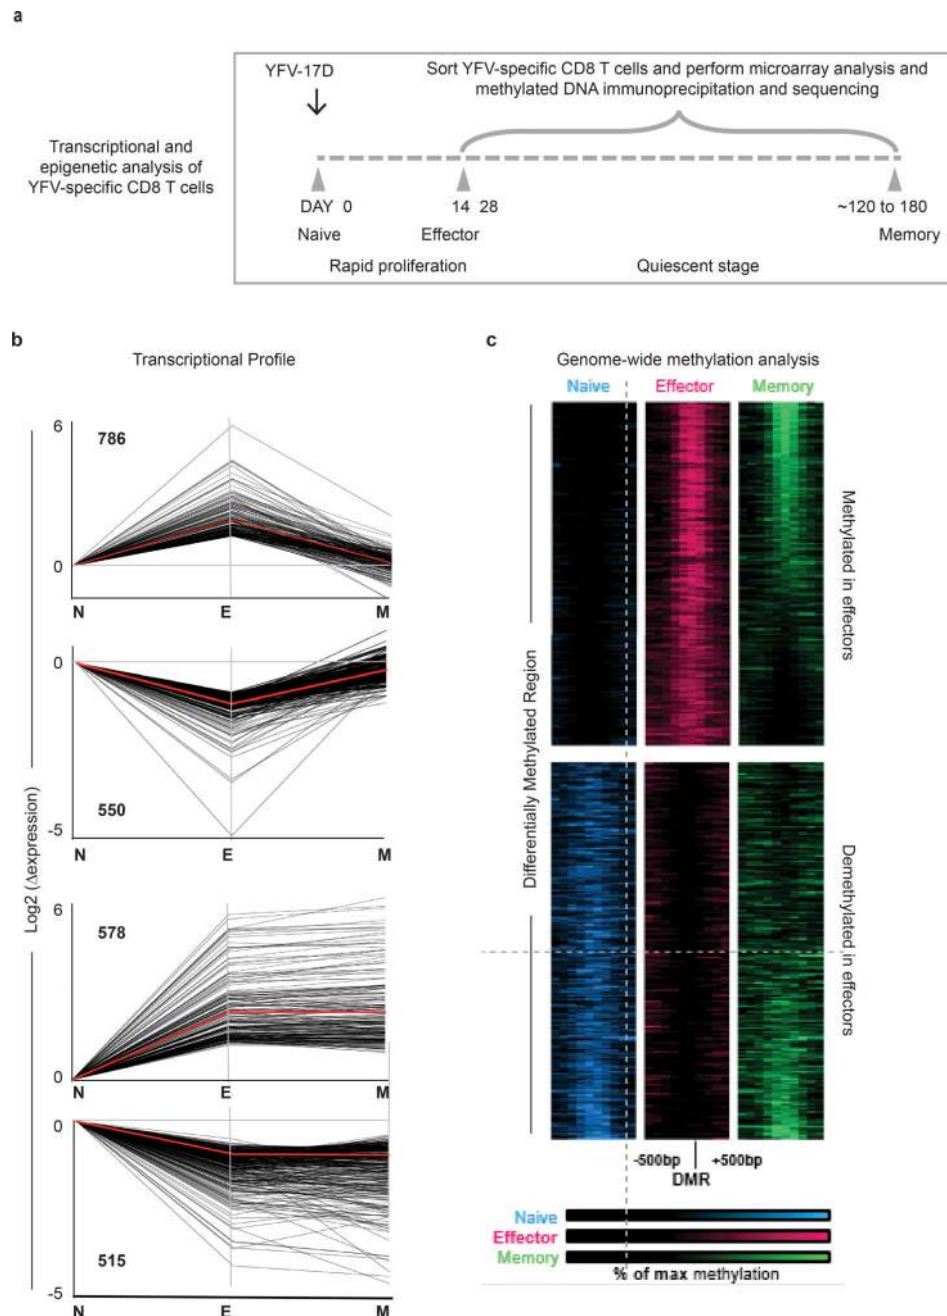 a
YFV-17D
Sort YFV-specific CD8 T cells and perform microarray analysis and
methylated DNA immunoprecipitation and sequencing
Transcriptional and
epigenetic analysis of
YFV-specific CD8 T cells
DAY 0 14 28 ~120 to 180
Naive Effector Memory
Rapid proliferation Quiescent stage
b
Transcriptional Profile
Log2 (Δexpression)
6
786
0
N E M
0
550
-5
N E M
6
578
0
N E M
0
515
-5
N E M
c
Genome-wide methylation analysis
Naive Effector Memory
Differentially Methylated Region
Methylated in effectors
Demethylated in effectors
-500bp +500bp
DMR
Naive
Effector
Memory
% of max methylation